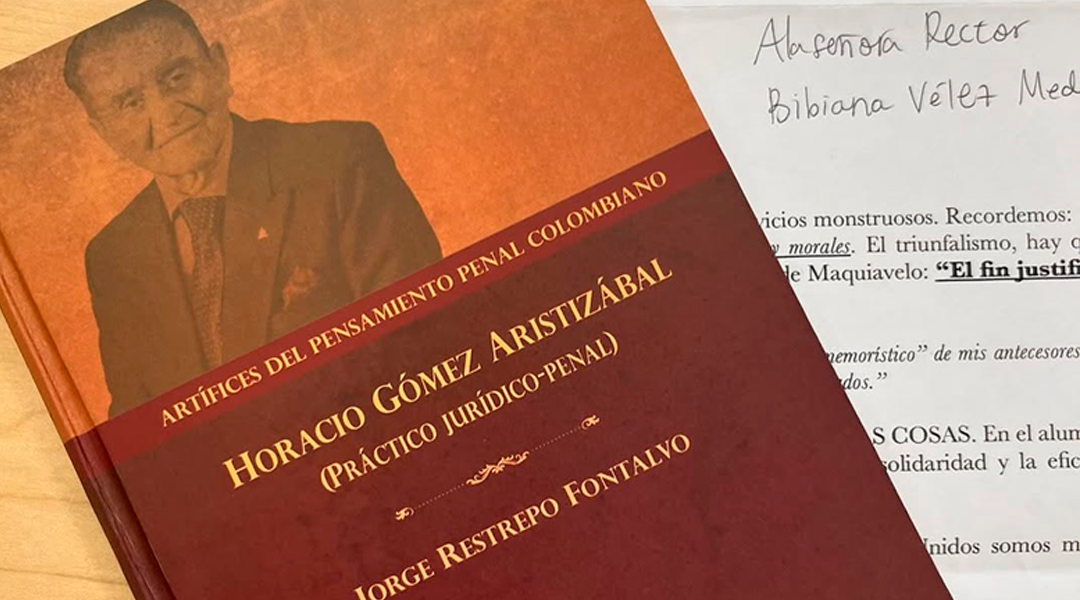 ARTÍFICES DEL PENSAMIENTO PENAL COLOMBIANO
HORACIO GÓMEZ ARISTIZÁBAL
(PRÁCTICO JURÍDICO-PENAL)
JORGE RESTREPO FONTALVO
A la señora Rector
Bibiana Vélez Med
vicios monstruosos. Recordemos:
y morales. El triunfalismo, hay
de Maquiavelo: “El fin justifi
emorístico” de mis antecesores
dos.”
S COSAS. En el alum
solidaridad y la efic
Unidos somos m